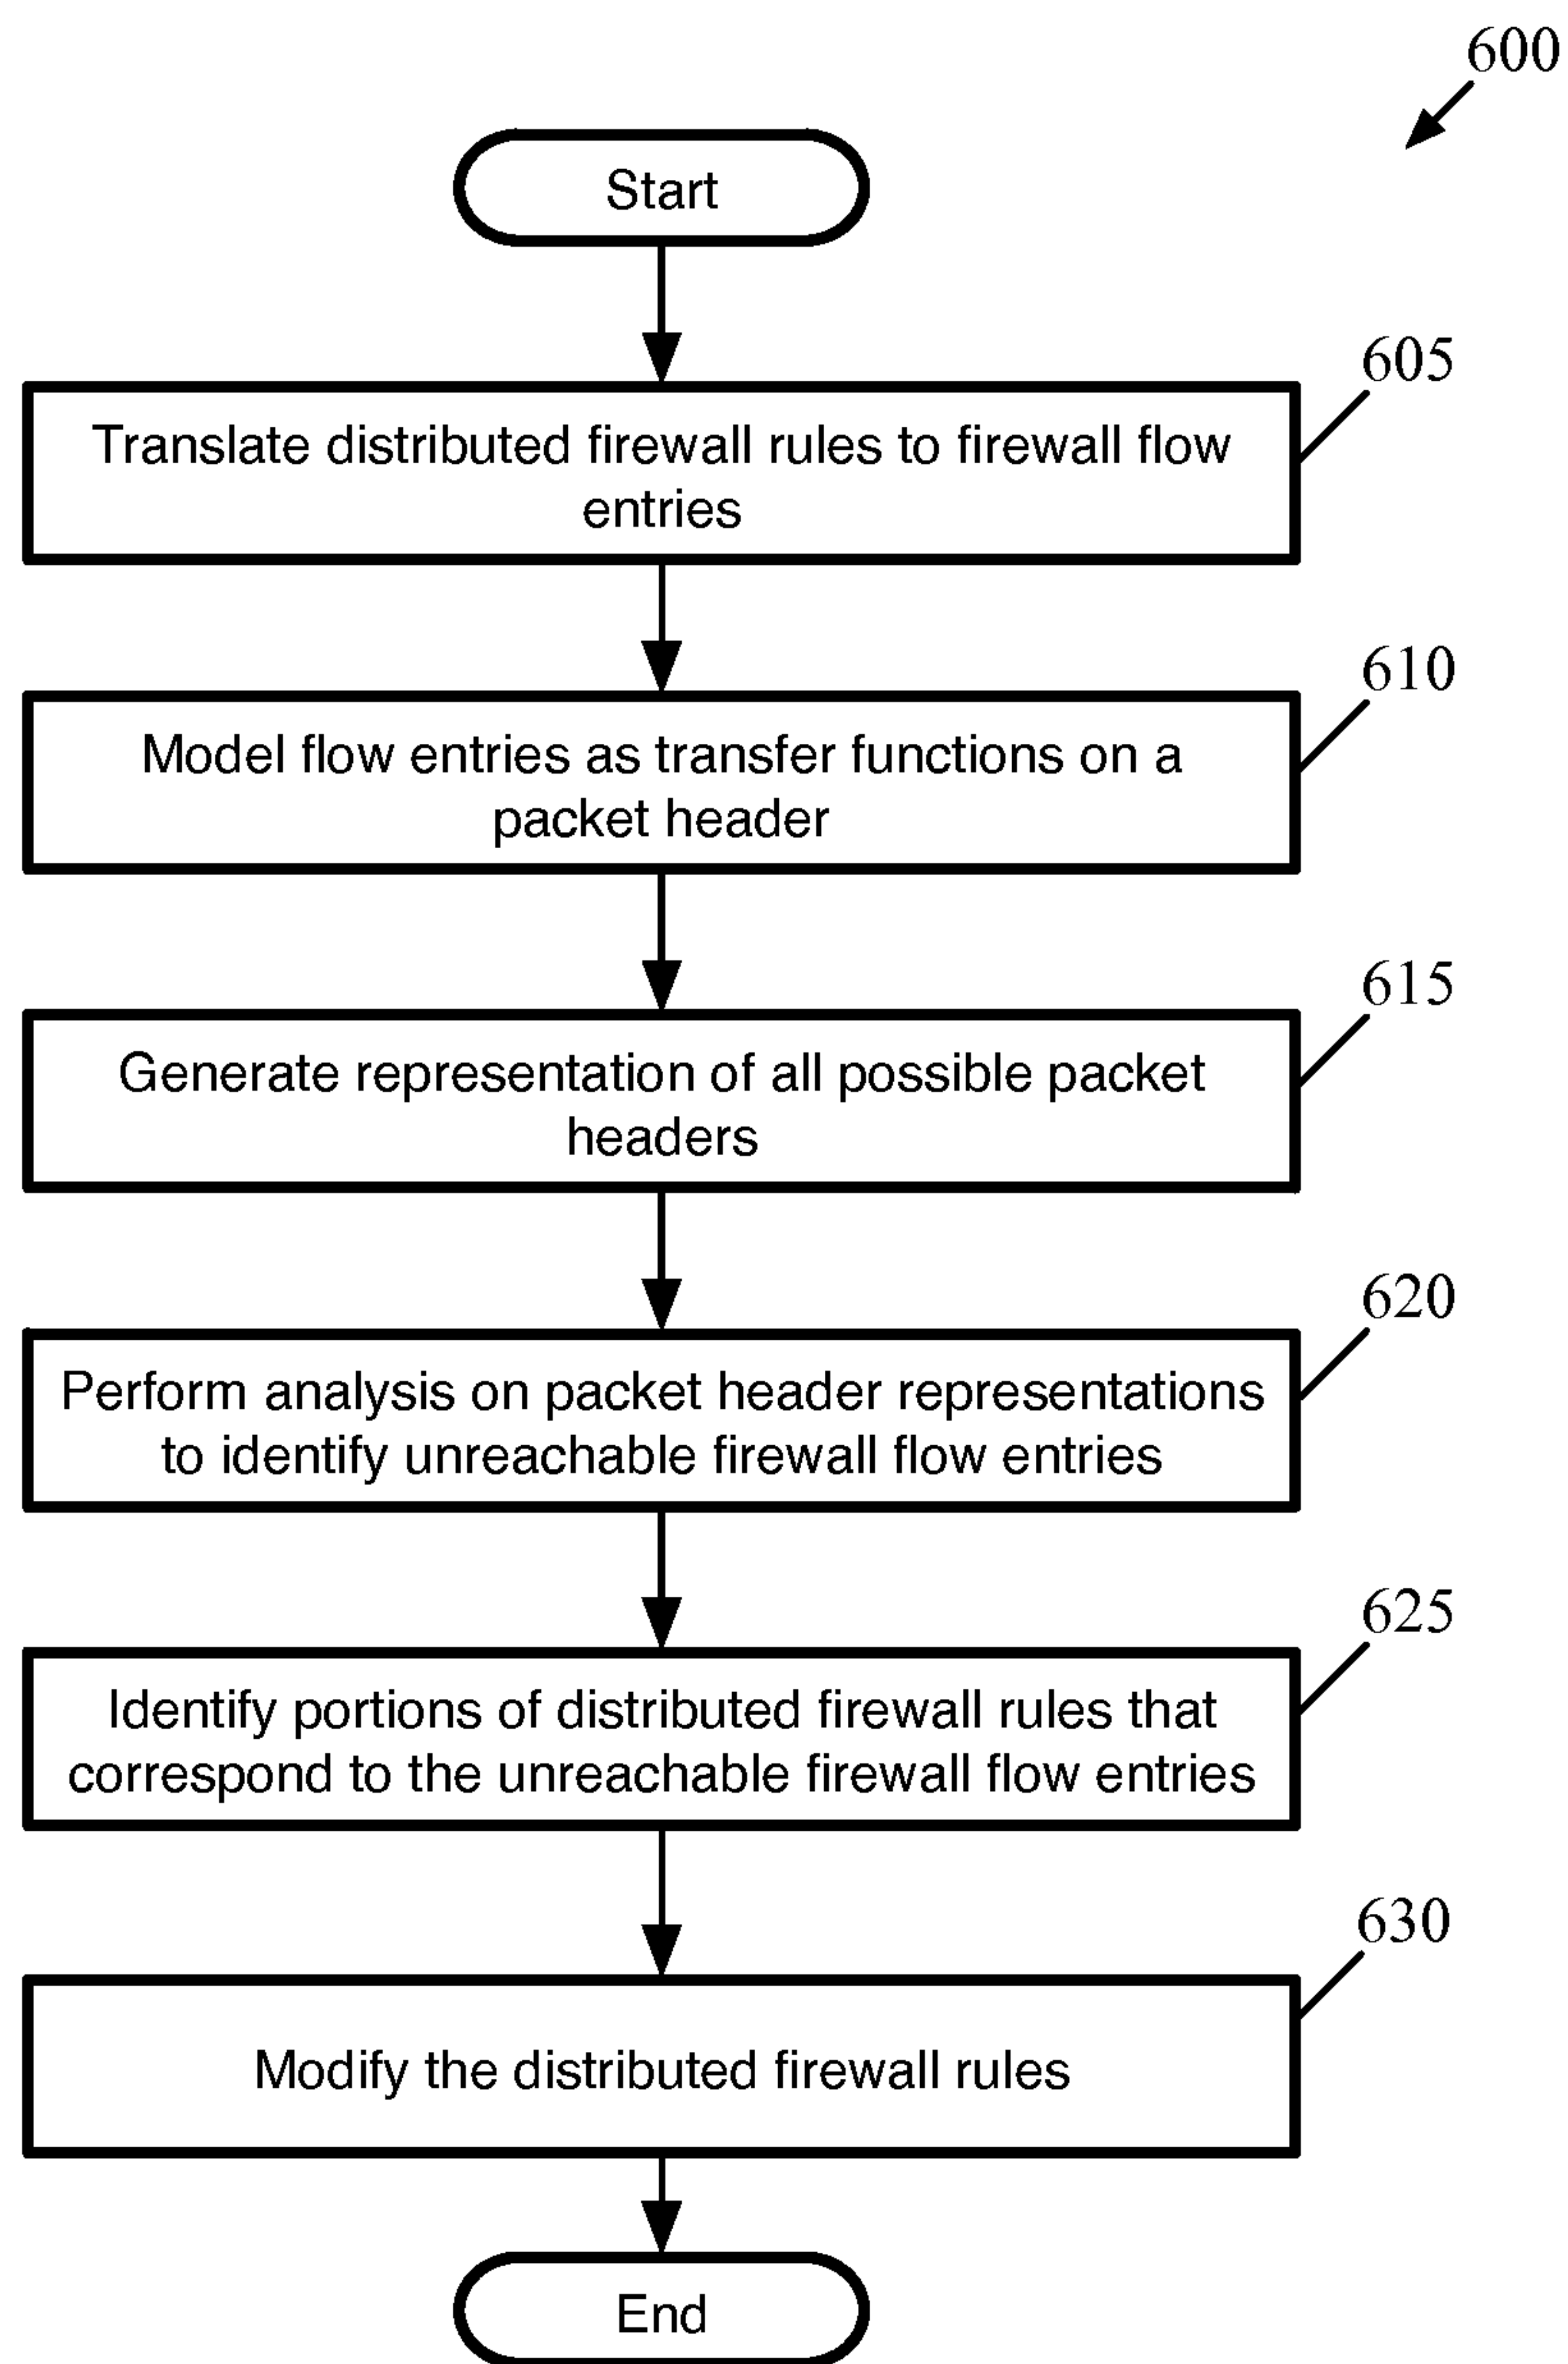 600
Start
605
Translate distributed firewall rules to firewall flow
entries
610
Model flow entries as transfer functions on a
packet header
615
Generate representation of all possible packet
headers
620
Perform analysis on packet header representations
to identify unreachable firewall flow entries
625
Identify portions of distributed firewall rules that
correspond to the unreachable firewall flow entries
630
Modify the distributed firewall rules
End